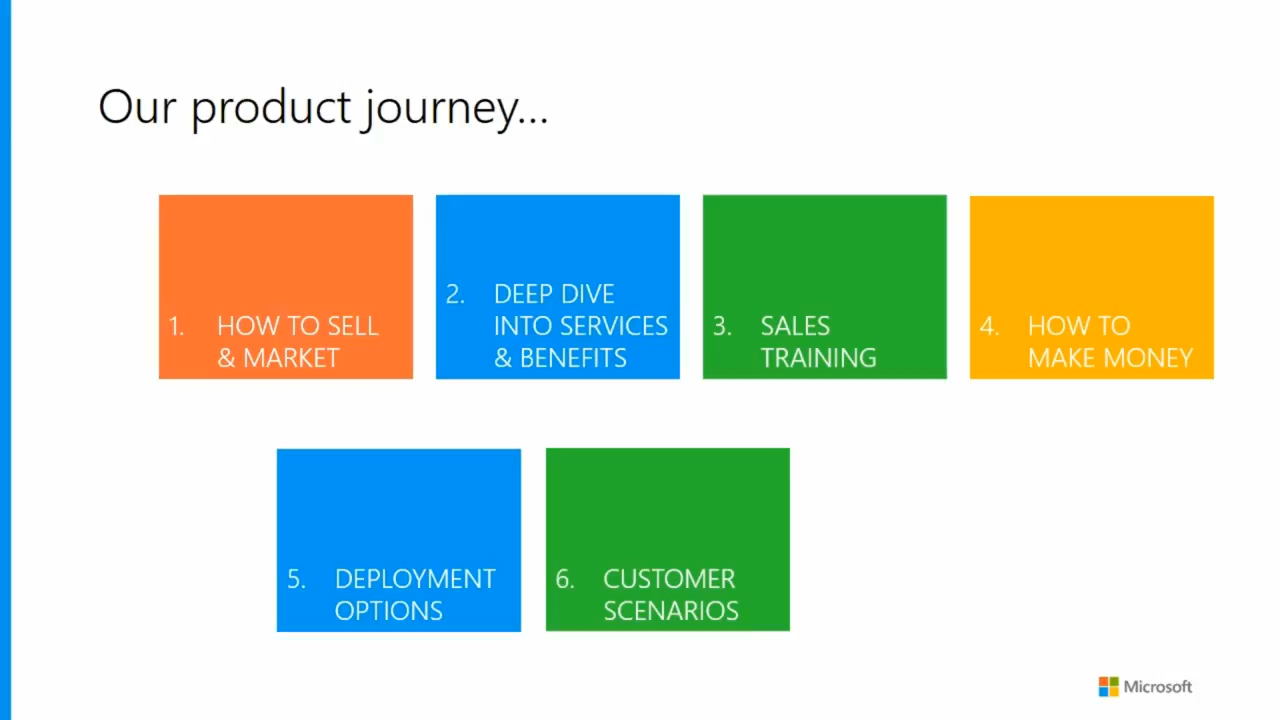 Our product journey...
1. HOW TO SELL
& MARKET
2. DEEP DIVE
INTO SERVICES
& BENEFITS
3. SALES
TRAINING
4. HOW TO
MAKE MONEY
5. DEPLOYMENT
OPTIONS
6. CUSTOMER
SCENARIOS
Microsoft